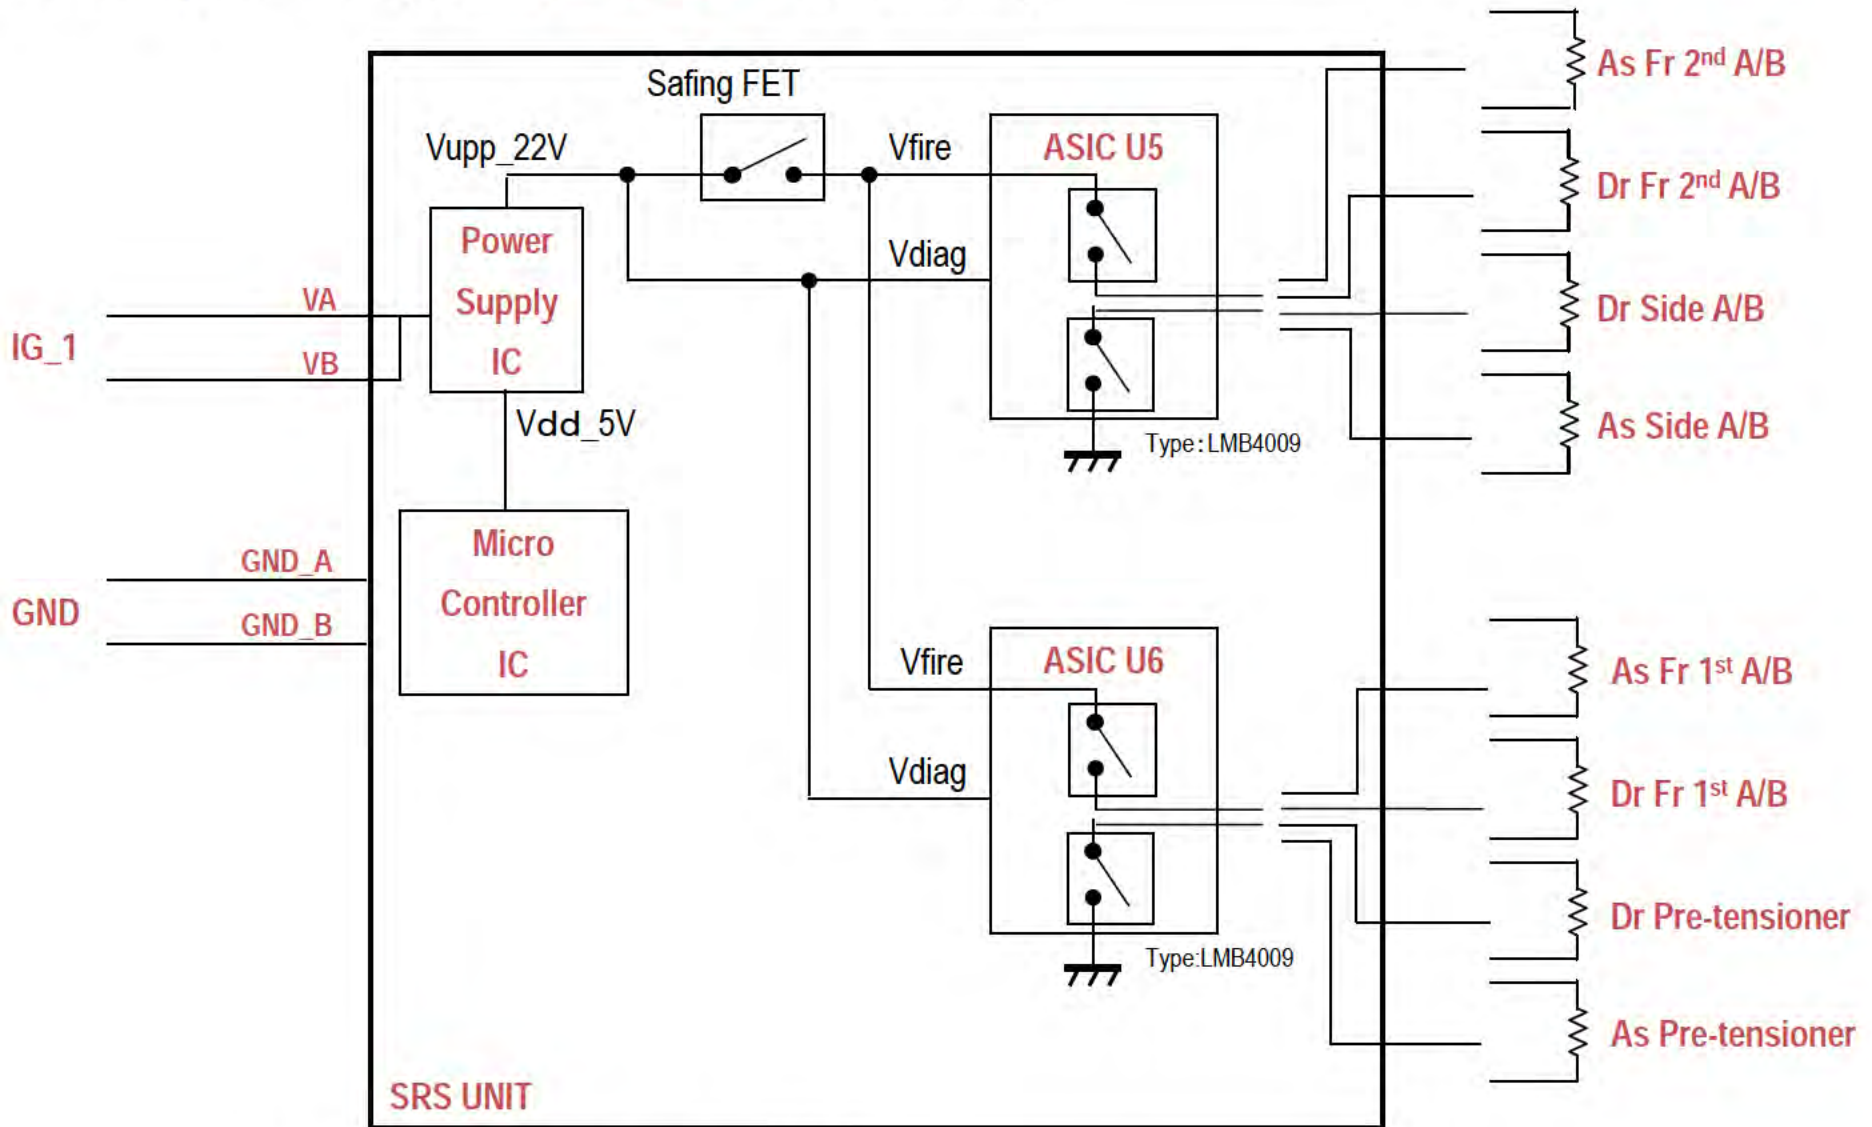 As Fr 2nd A/B
Safing FET
Vupp_22V
Vfire
ASIC U5
Dr Fr 2nd A/B
Power
Supply
IC
Vdiag
VA
IG_1
VB
Dr Side A/B
Vdd_5V
Type:LMB4009
As Side A/B
Micro
Controller
IC
GND_A
GND
GND_B
Vfire
ASIC U6
As Fr 1st A/B
Vdiag
Dr Fr 1st A/B
Dr Pre-tensioner
Type:LMB4009
As Pre-tensioner
SRS UNIT